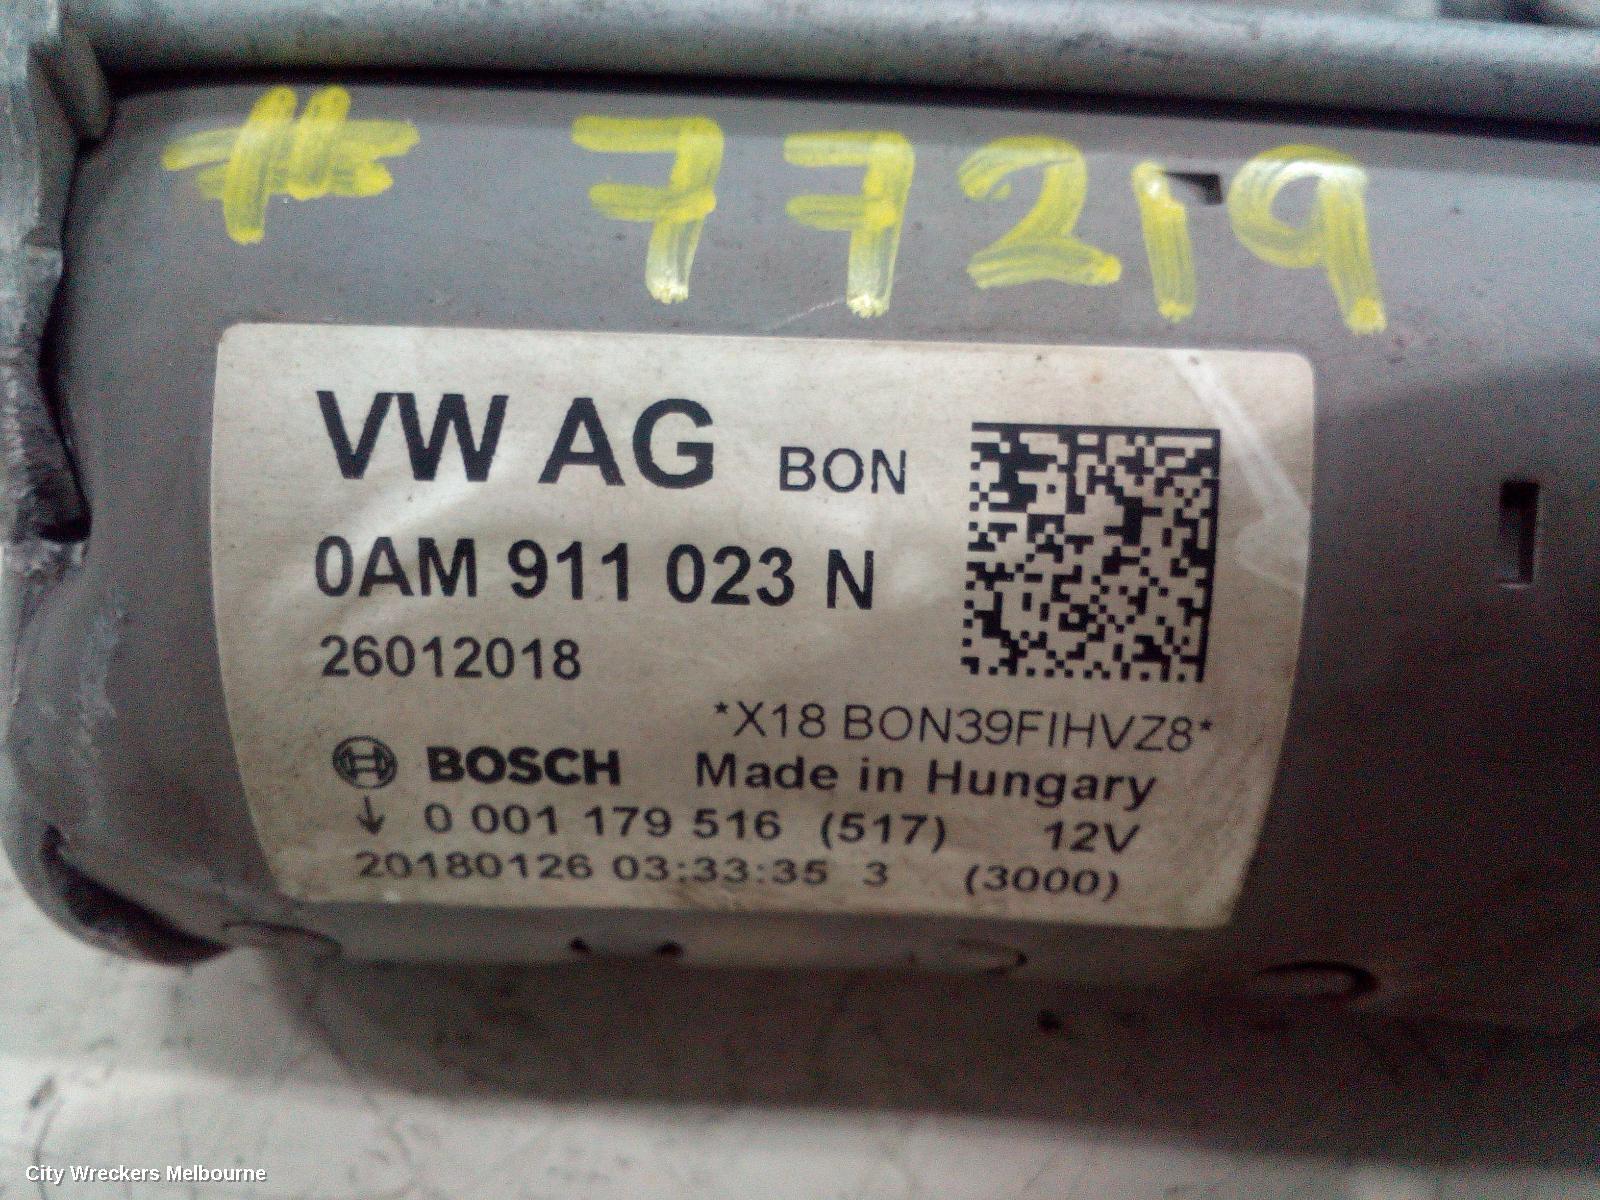 # 77219
VW AG BON
0AM 911 023 N
26012018
*X18 BON39FIHVZ8*
BOSCH Made in Hungary
↓ 0 001 179 516 (517) 12V
20180126 03:33:35 3 (3000)
City Wreckers Melbourne